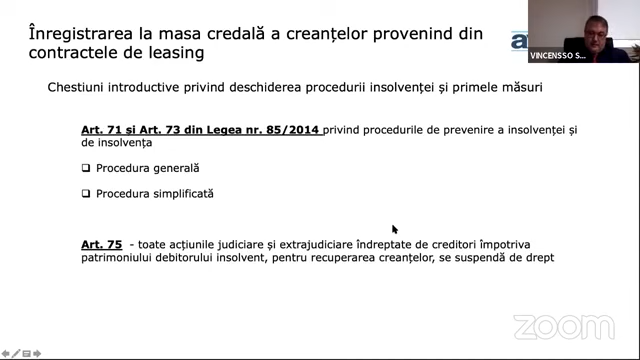 Înregistrarea la masa credală a creanțelor provenind din
contractele de leasing
VINCENSSO S...
Chestiuni introductive privind deschiderea procedurii insolvenței și primele măsuri
Art. 71 si Art. 73 din Legea nr. 85/2014 privind procedurile de prevenire a insolvenței și
de insolvența
Procedura generală
Procedura simplificată
Art. 75 - toate acțiunile judiciare și extrajudiciare îndreptate de creditori împotriva
patrimoniului debitorului insolvent, pentru recuperarea creanțelor, se suspendă de drept
zoom